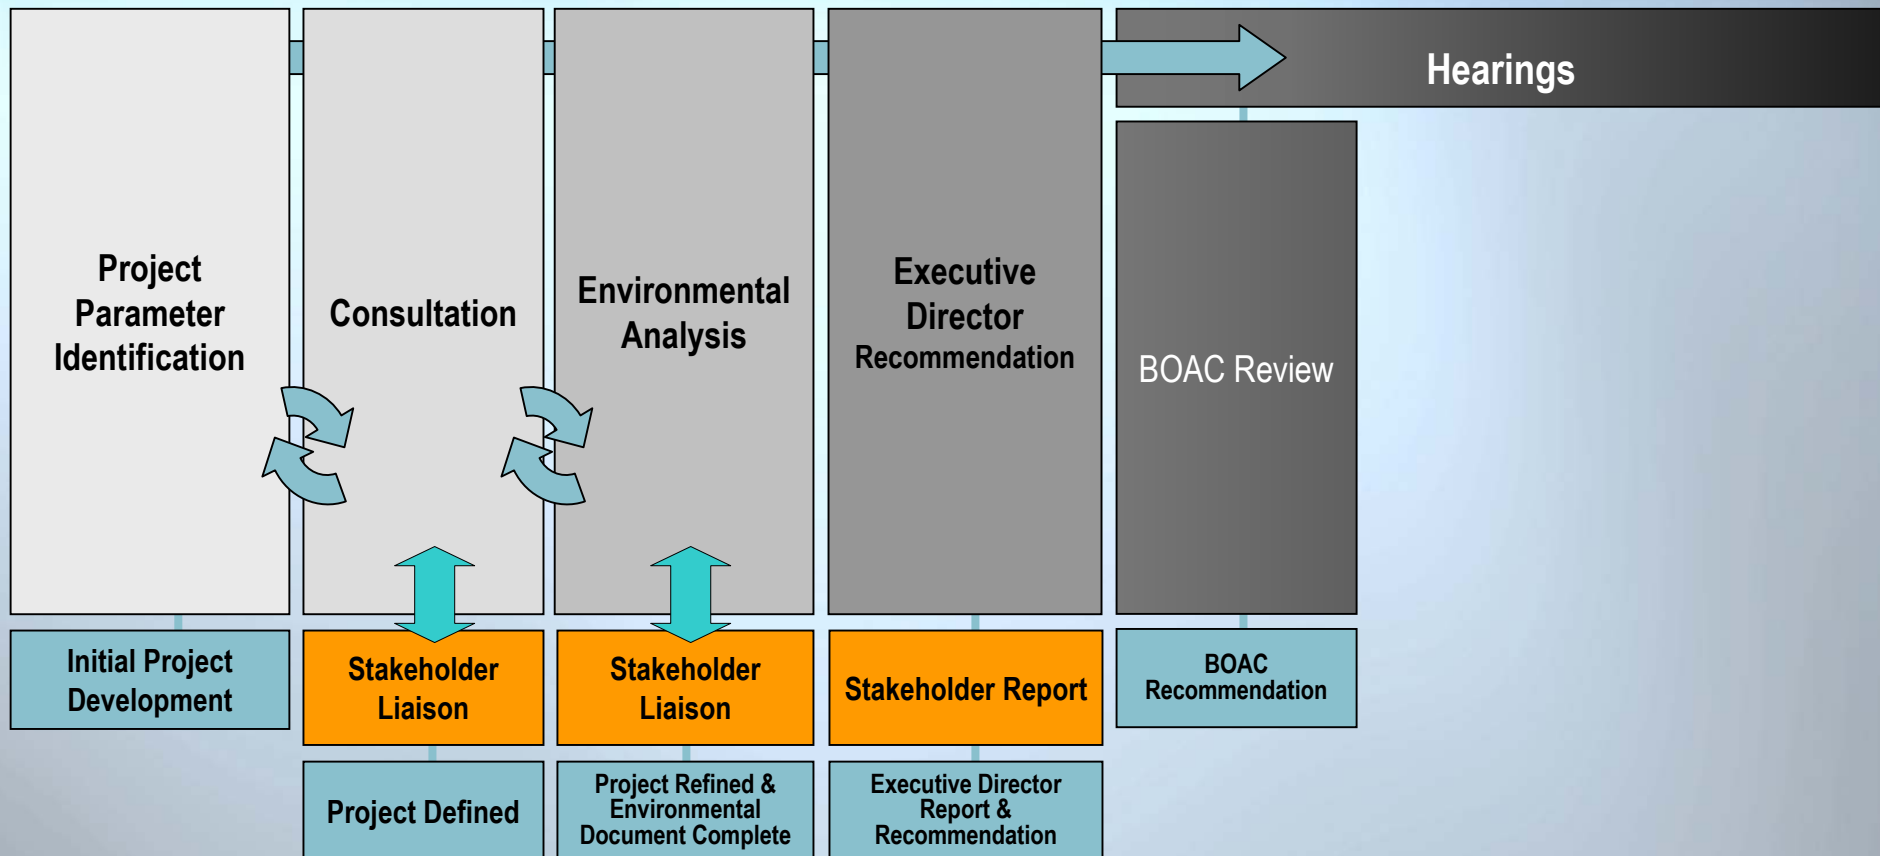 Hearings
Project
Parameter
Identification
Consultation
Environmental
Analysis
Executive
Director
Recommendation
BOAC Review
Initial Project
Development
Stakeholder
Liaison
Stakeholder
Liaison
Stakeholder Report
BOAC
Recommendation
Project Defined
Project Refined &
Environmental
Document Complete
Executive Director
Report &
Recommendation